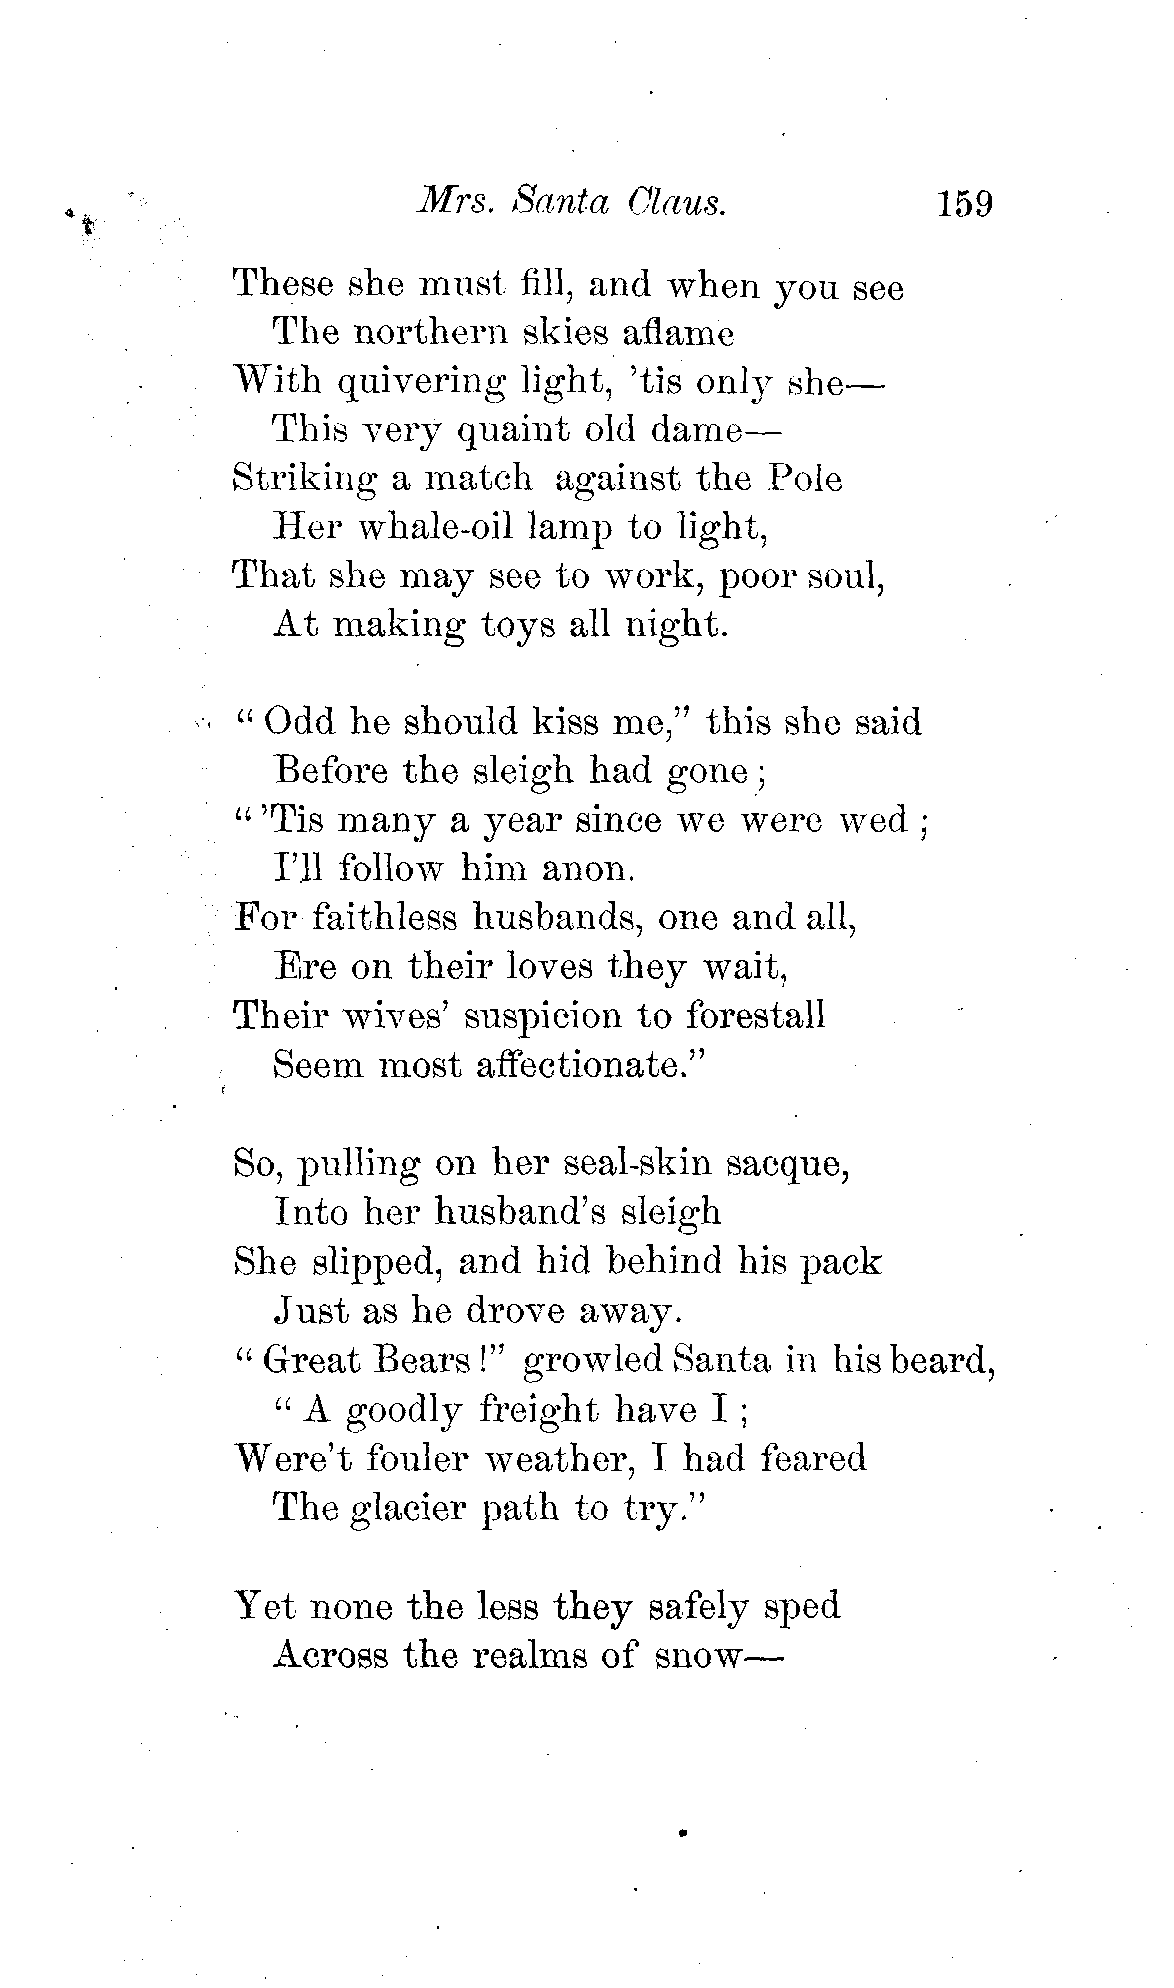 Mrs. Santa Claus. 159
These she must fill, and when you see
The northern skies aflame
With quivering light, 'tis only she—
This very quaint old dame—
Striking a match against the Pole
Her whale-oil lamp to light,
That she may see to work, poor soul,
At making toys all night.

“ Odd he should kiss me,” this she said
Before the sleigh had gone ;
“ 'Tis many a year since we were wed ;
I'll follow him anon.
For faithless husbands, one and all,
Ere on their loves they wait,
Their wives' suspicion to forestall
Seem most affectionate.”

So, pulling on her seal-skin sacque,
Into her husband's sleigh
She slipped, and hid behind his pack
Just as he drove away.
“ Great Bears !” growled Santa in his beard,
“ A goodly freight have I ;
Were't fouler weather, I had feared
The glacier path to try.”

Yet none the less they safely sped
Across the realms of snow—